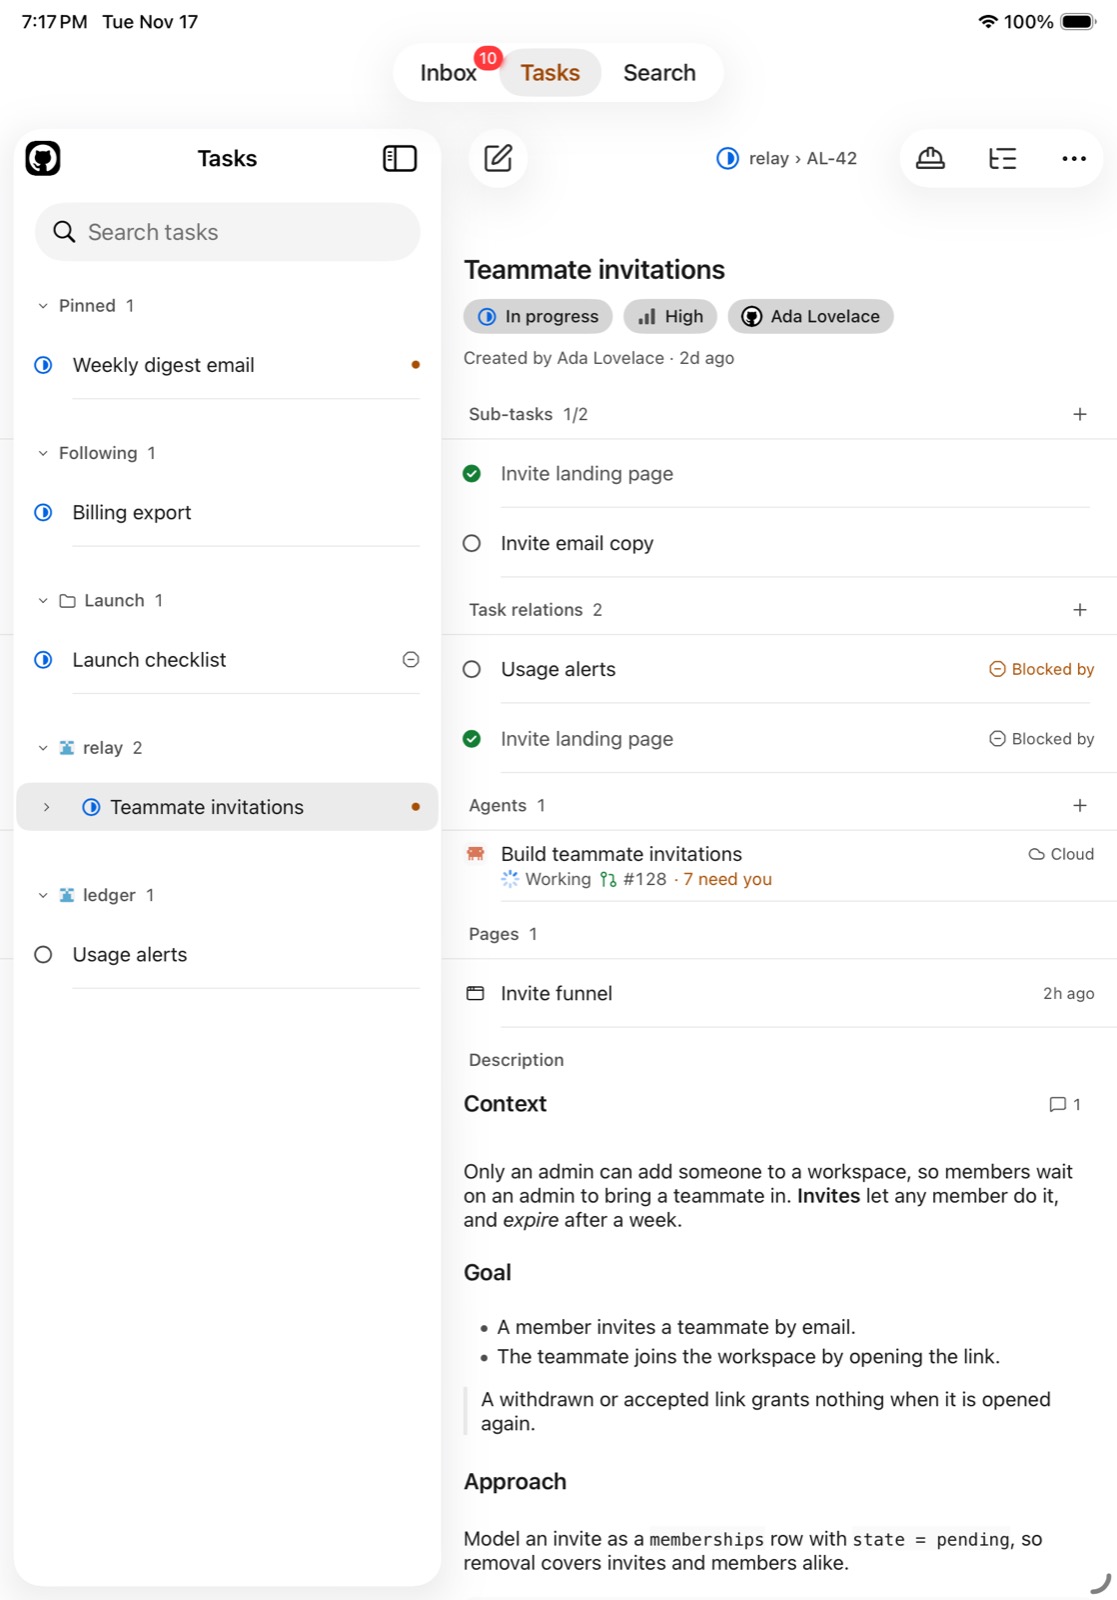 7:17 PM Tue Nov 17
100%
Inbox 10
Tasks
Search
Tasks
Search tasks
Pinned 1
Weekly digest email
Following 1
Billing export
Launch 1
Launch checklist
relay 2
Teammate invitations
ledger 1
Usage alerts
relay › AL-42
Teammate invitations
In progress
High
Ada Lovelace
Created by Ada Lovelace · 2d ago
Sub-tasks 1/2
Invite landing page
Invite email copy
Task relations 2
Usage alerts Blocked by
Invite landing page Blocked by
Agents 1
Build teammate invitations Cloud
Working #128 · 7 need you
Pages 1
Invite funnel 2h ago
Description
Context 1
Only an admin can add someone to a workspace, so members wait
on an admin to bring a teammate in. Invites let any member do it,
and expire after a week.
Goal
• A member invites a teammate by email.
• The teammate joins the workspace by opening the link.
A withdrawn or accepted link grants nothing when it is opened
again.
Approach
Model an invite as a memberships row with state = pending, so
removal covers invites and members alike.